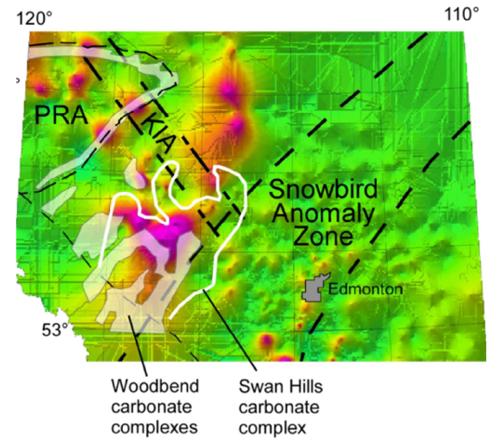 120°
110°
PRA
KIA
Snowbird
Anomaly
Zone
Edmonton
53°
Woodbend
carbonate
complexes
Swan Hills
carbonate
complex